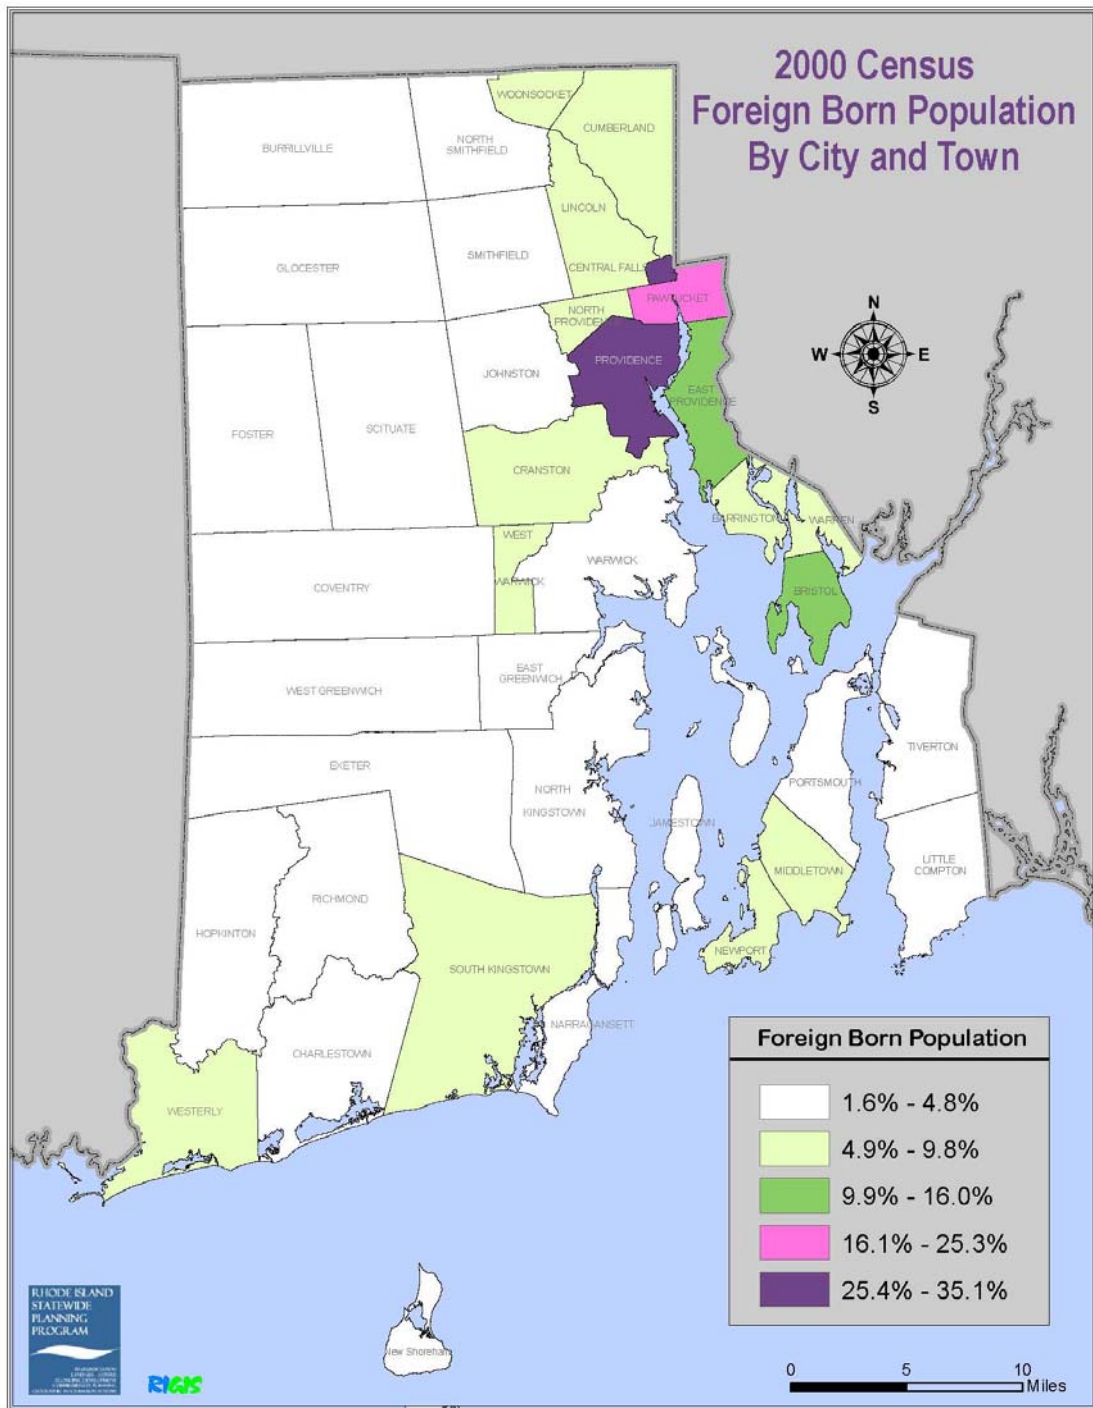 2000 Census
Foreign Born Population
By City and Town
WOONSOCKET
CUMBERLAND
BURRILLVILLE
NORTH
SMITHFIELD
LINCOLN
SMITHFIELD
GLOCESTER
CENTRAL FALLS
PAWTUCKET
NORTH
PROVIDENCE
N
W
E
S
PROVIDENCE
JOHNSTON
EAST
PROVIDENCE
FOSTER
SCITUATE
CRANSTON
BARRINGTON
WARREN
WEST
WARWICK
WARWICK
COVENTRY
BRISTOL
EAST
GREENWICH
WEST GREENWICH
TIVERTON
EXETER
PORTSMOUTH
NORTH
KINGSTOWN
JAMESTOWN
LITTLE
COMPTON
MIDDLETOWN
RICHMOND
HOPKINTON
NEWPORT
SOUTH KINGSTOWN
NARRAGANSETT
CHARLESTOWN
WESTERLY
New Shoreham
Foreign Born Population
1.6% - 4.8%
4.9% - 9.8%
9.9% - 16.0%
16.1% - 25.3%
25.4% - 35.1%
RHODE ISLAND
STATEWIDE
PLANNING
PROGRAM
RIGIS
0 5 10
Miles